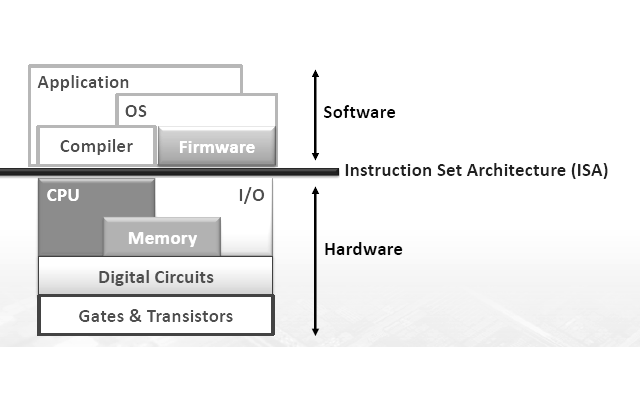 Application
OS
Software
Compiler
Firmware
Instruction Set Architecture (ISA)
CPU
I/O
Memory
Hardware
Digital Circuits
Gates & Transistors